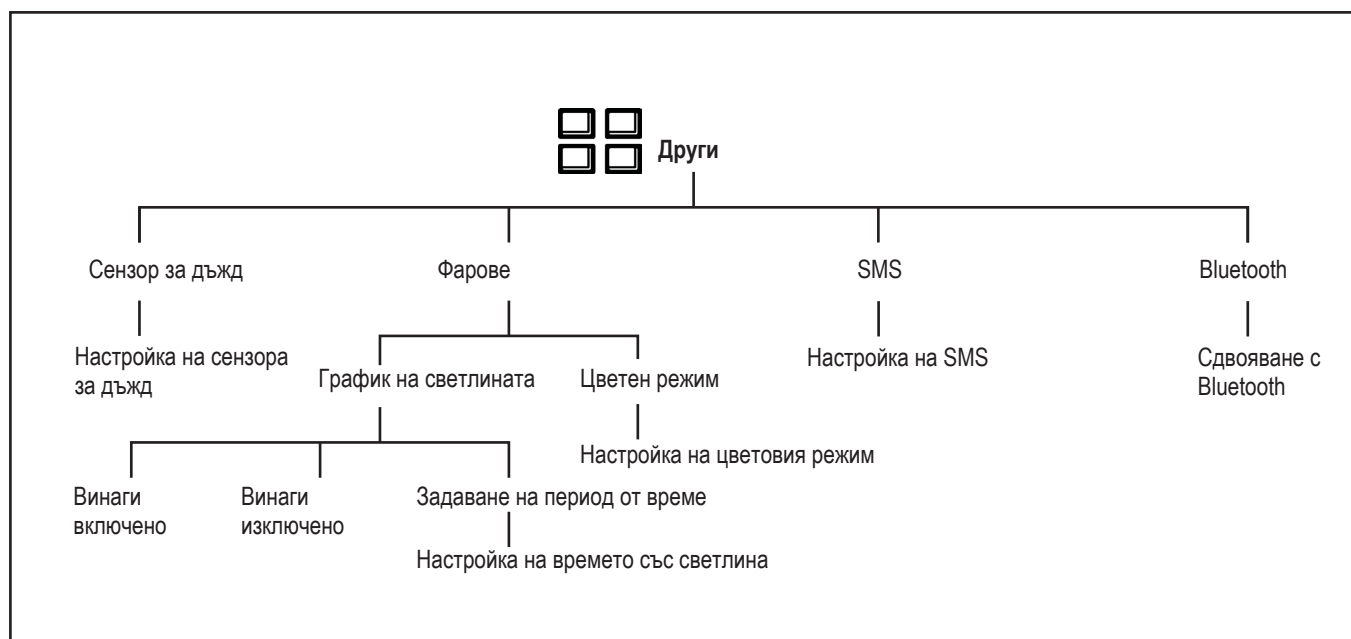 Други
Сензор за дъжд
Фарове
SMS
Bluetooth
Настройка на сензора
за дъжд
График на светлината
Цветен режим
Настройка на SMS
Сдвояване с
Bluetooth
Настройка на цветовия режим
Винаги
включено
Винаги
изключено
Задаване на период от време
Настройка на времето със светлина